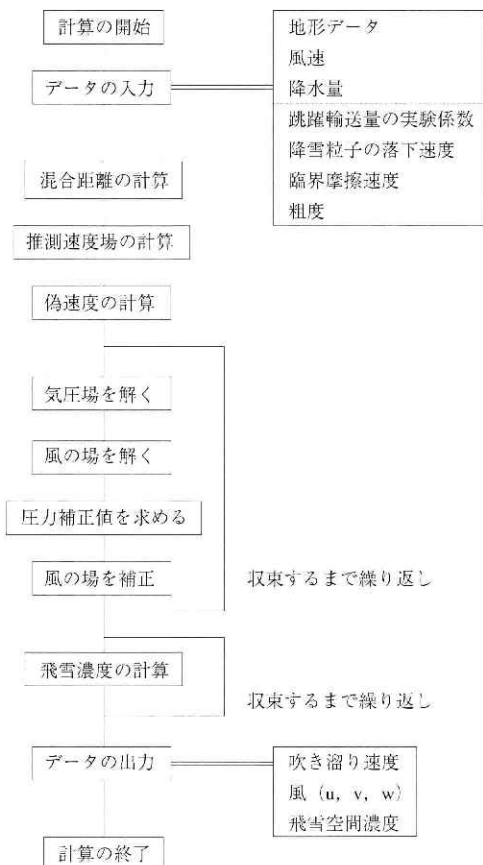 計算の開始
データの入力
地形データ
風速
降水量
跳躍輸送量の実験係数
降雪粒子の落下速度
臨界摩擦速度
粗度
混合距離の計算
推測速度場の計算
偽速度の計算
気圧場を解く
風の場を解く
圧力補正値を求める
風の場を補正
収束するまで繰り返し
飛雪濃度の計算
収束するまで繰り返し
データの出力
吹き溜り速度
風 (u, v, w)
飛雪空間濃度
計算の終了